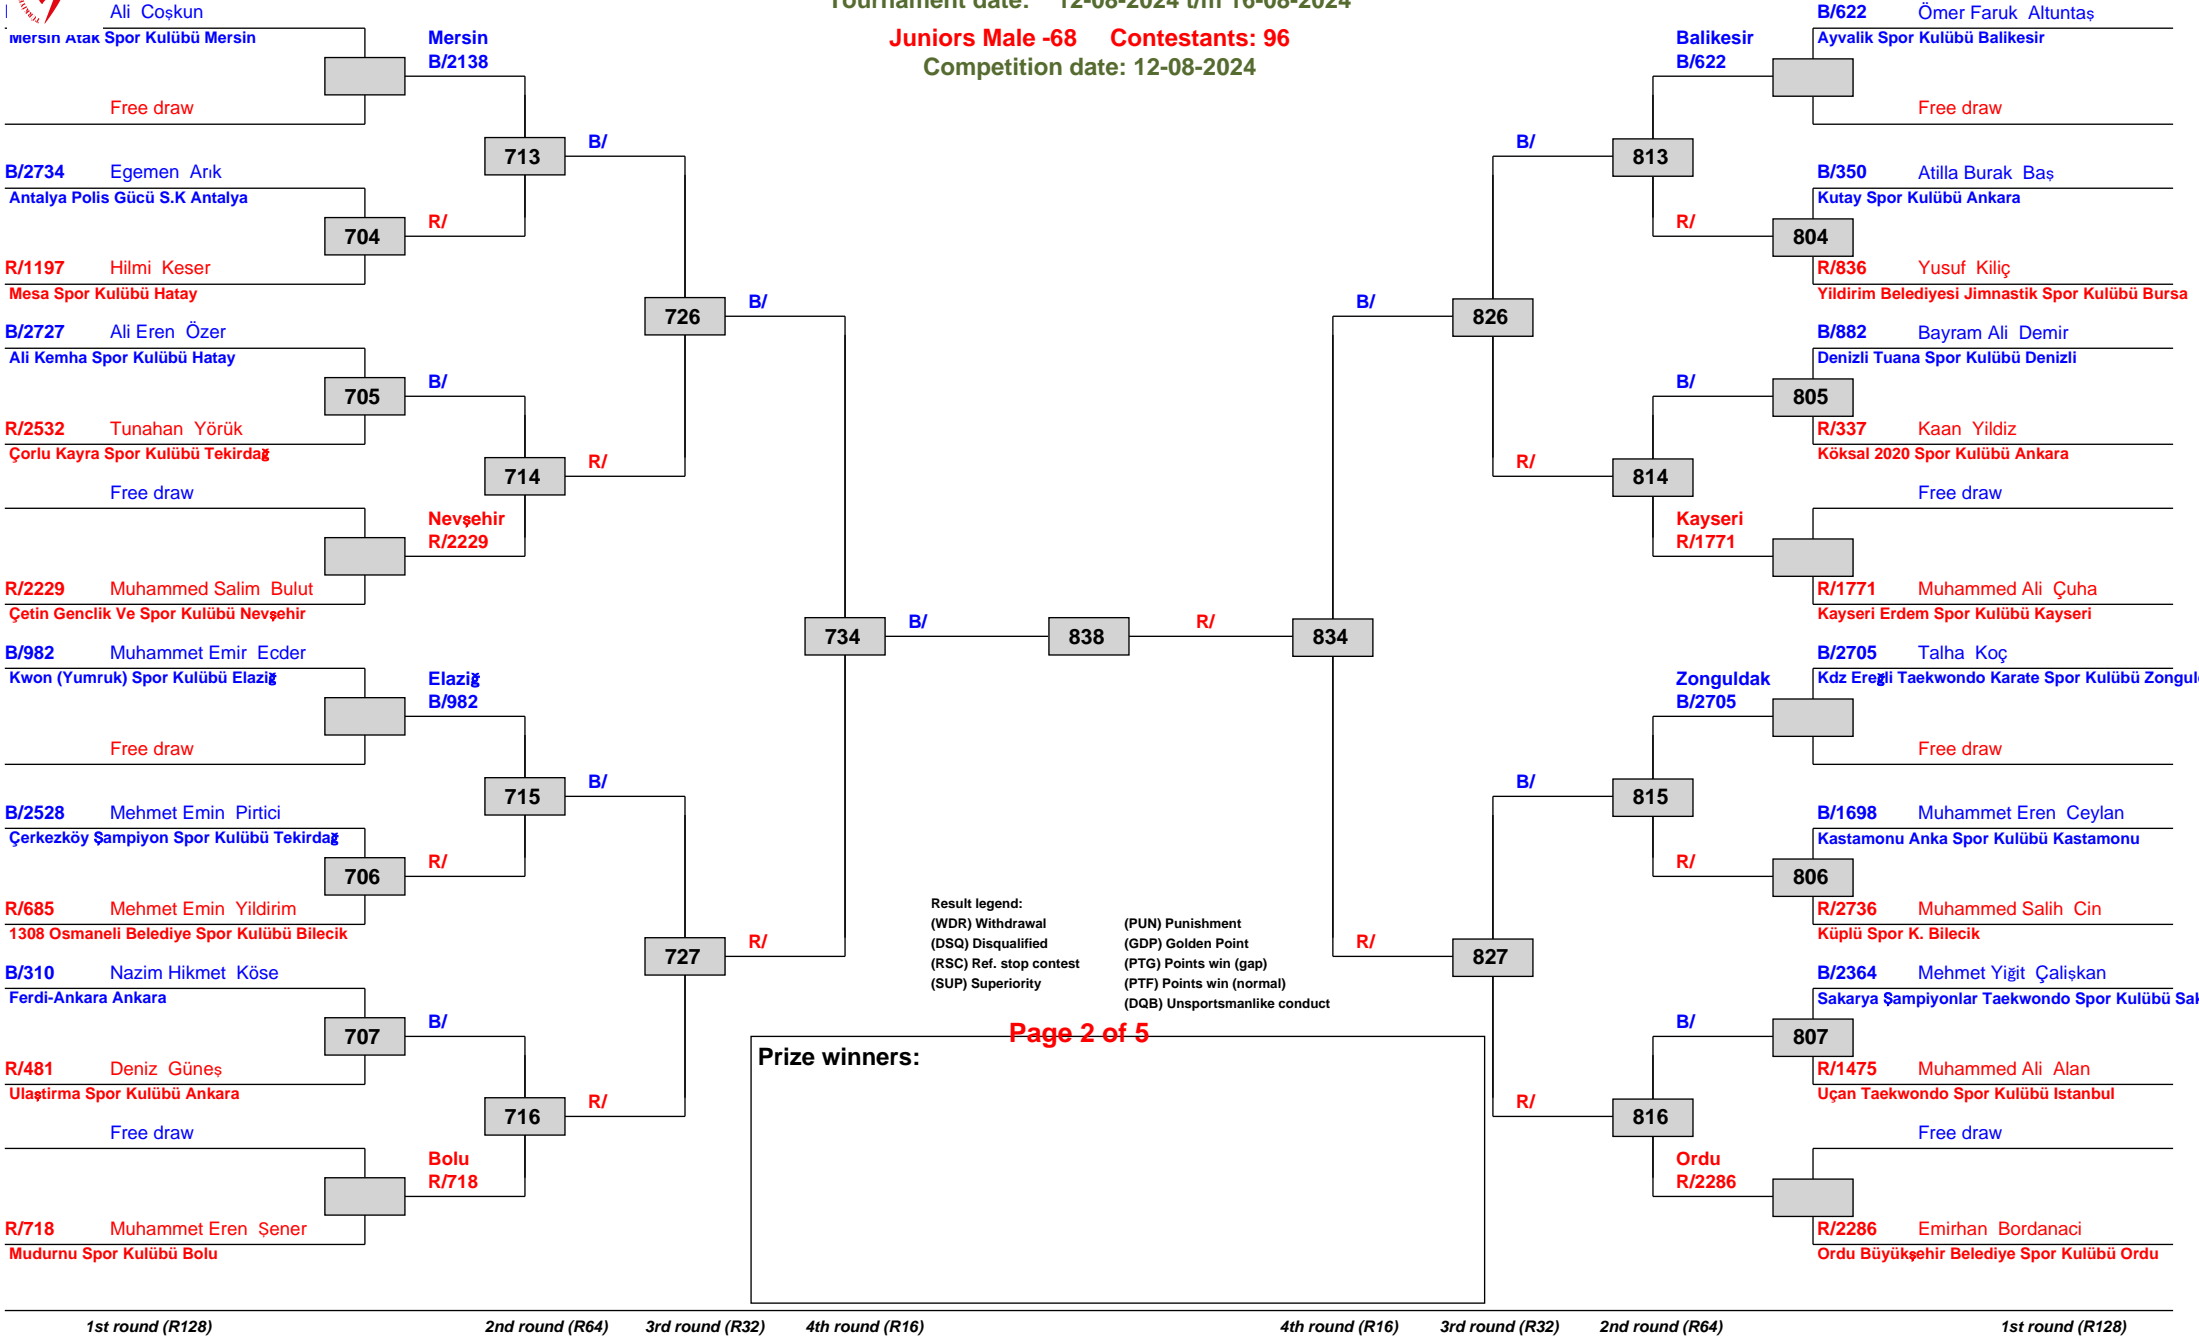 Tournament date: 12-08-2024 t/m 16-08-2024
Juniors Male -68 Contestants: 96
Competition date: 12-08-2024
Ali Coşkun
Mersin Atak Spor Kulübü Mersin
Free draw
Mersin
B/2138
B/2734 Egemen Arık
Antalya Polis Gücü S.K Antalya
704
R/1197 Hilmi Keser
Mesa Spor Kulübü Hatay
R/
713
B/
B/2727 Ali Eren Özer
Ali Kemha Spor Kulübü Hatay
705
R/2532 Tunahan Yörük
Çorlu Kayra Spor Kulübü Tekirdağ
B/
714
R/
Free draw
Nevşehir
R/2229
R/2229 Muhammed Salim Bulut
Çetin Genclik Ve Spor Kulübü Nevşehir
726
B/
B/982 Muhammet Emir Ecder
Kwon (Yumruk) Spor Kulübü Elaziğ
Free draw
Elaziğ
B/982
715
B/
B/2528 Mehmet Emin Pirtici
Çerkezköy Şampiyon Spor Kulübü Tekirdağ
706
R/
R/685 Mehmet Emin Yildirim
1308 Osmaneli Belediye Spor Kulübü Bilecik
727
R/
B/310 Nazim Hikmet Köse
Ferdi-Ankara Ankara
707
B/
R/481 Deniz Güneş
Ulaştirma Spor Kulübü Ankara
716
R/
Free draw
Bolu
R/718
R/718 Muhammet Eren Şener
Mudurnu Spor Kulübü Bolu
734
B/
838
R/
834
Result legend:
(WDR) Withdrawal (PUN) Punishment
(DSQ) Disqualified (GDP) Golden Point
(RSC) Ref. stop contest (PTG) Points win (gap)
(SUP) Superiority (PTF) Points win (normal)
(DQB) Unsportsmanlike conduct
Page 2 of 5
Prize winners:
B/622 Ömer Faruk Altuntaş
Ayvalik Spor Kulübü Balikesir
Balikesir
B/622
Free draw
B/
813
B/350 Atilla Burak Baş
Kutay Spor Kulübü Ankara
R/
804
R/836 Yusuf Kiliç
Yildirim Belediyesi Jimnastik Spor Kulübü Bursa
B/
826
B/882 Bayram Ali Demir
Denizli Tuana Spor Kulübü Denizli
B/
805
R/337 Kaan Yildiz
Köksal 2020 Spor Kulübü Ankara
R/
814
Free draw
Kayseri
R/1771
R/1771 Muhammed Ali Çuha
Kayseri Erdem Spor Kulübü Kayseri
B/2705 Talha Koç
Kdz Ereğli Taekwondo Karate Spor Kulübü
Zonguldak
B/2705
Free draw
B/
815
B/1698 Muhammet Eren Ceylan
Kastamonu Anka Spor Kulübü Kastamonu
R/
806
R/2736 Muhammed Salih Cin
Küplü Spor K. Bilecik
R/
827
B/2364 Mehmet Yiğit Çalişkan
Sakarya Şampiyonlar Taekwondo Spor Kulübü
B/
807
R/1475 Muhammed Ali Alan
Uçan Taekwondo Spor Kulübü Istanbul
R/
816
Free draw
Ordu
R/2286
R/2286 Emirhan Bordanaci
Ordu Büyükşehir Belediye Spor Kulübü Ordu
1st round (R128) 2nd round (R64) 3rd round (R32) 4th round (R16) 4th round (R16) 3rd round (R32) 2nd round (R64) 1st round (R128)